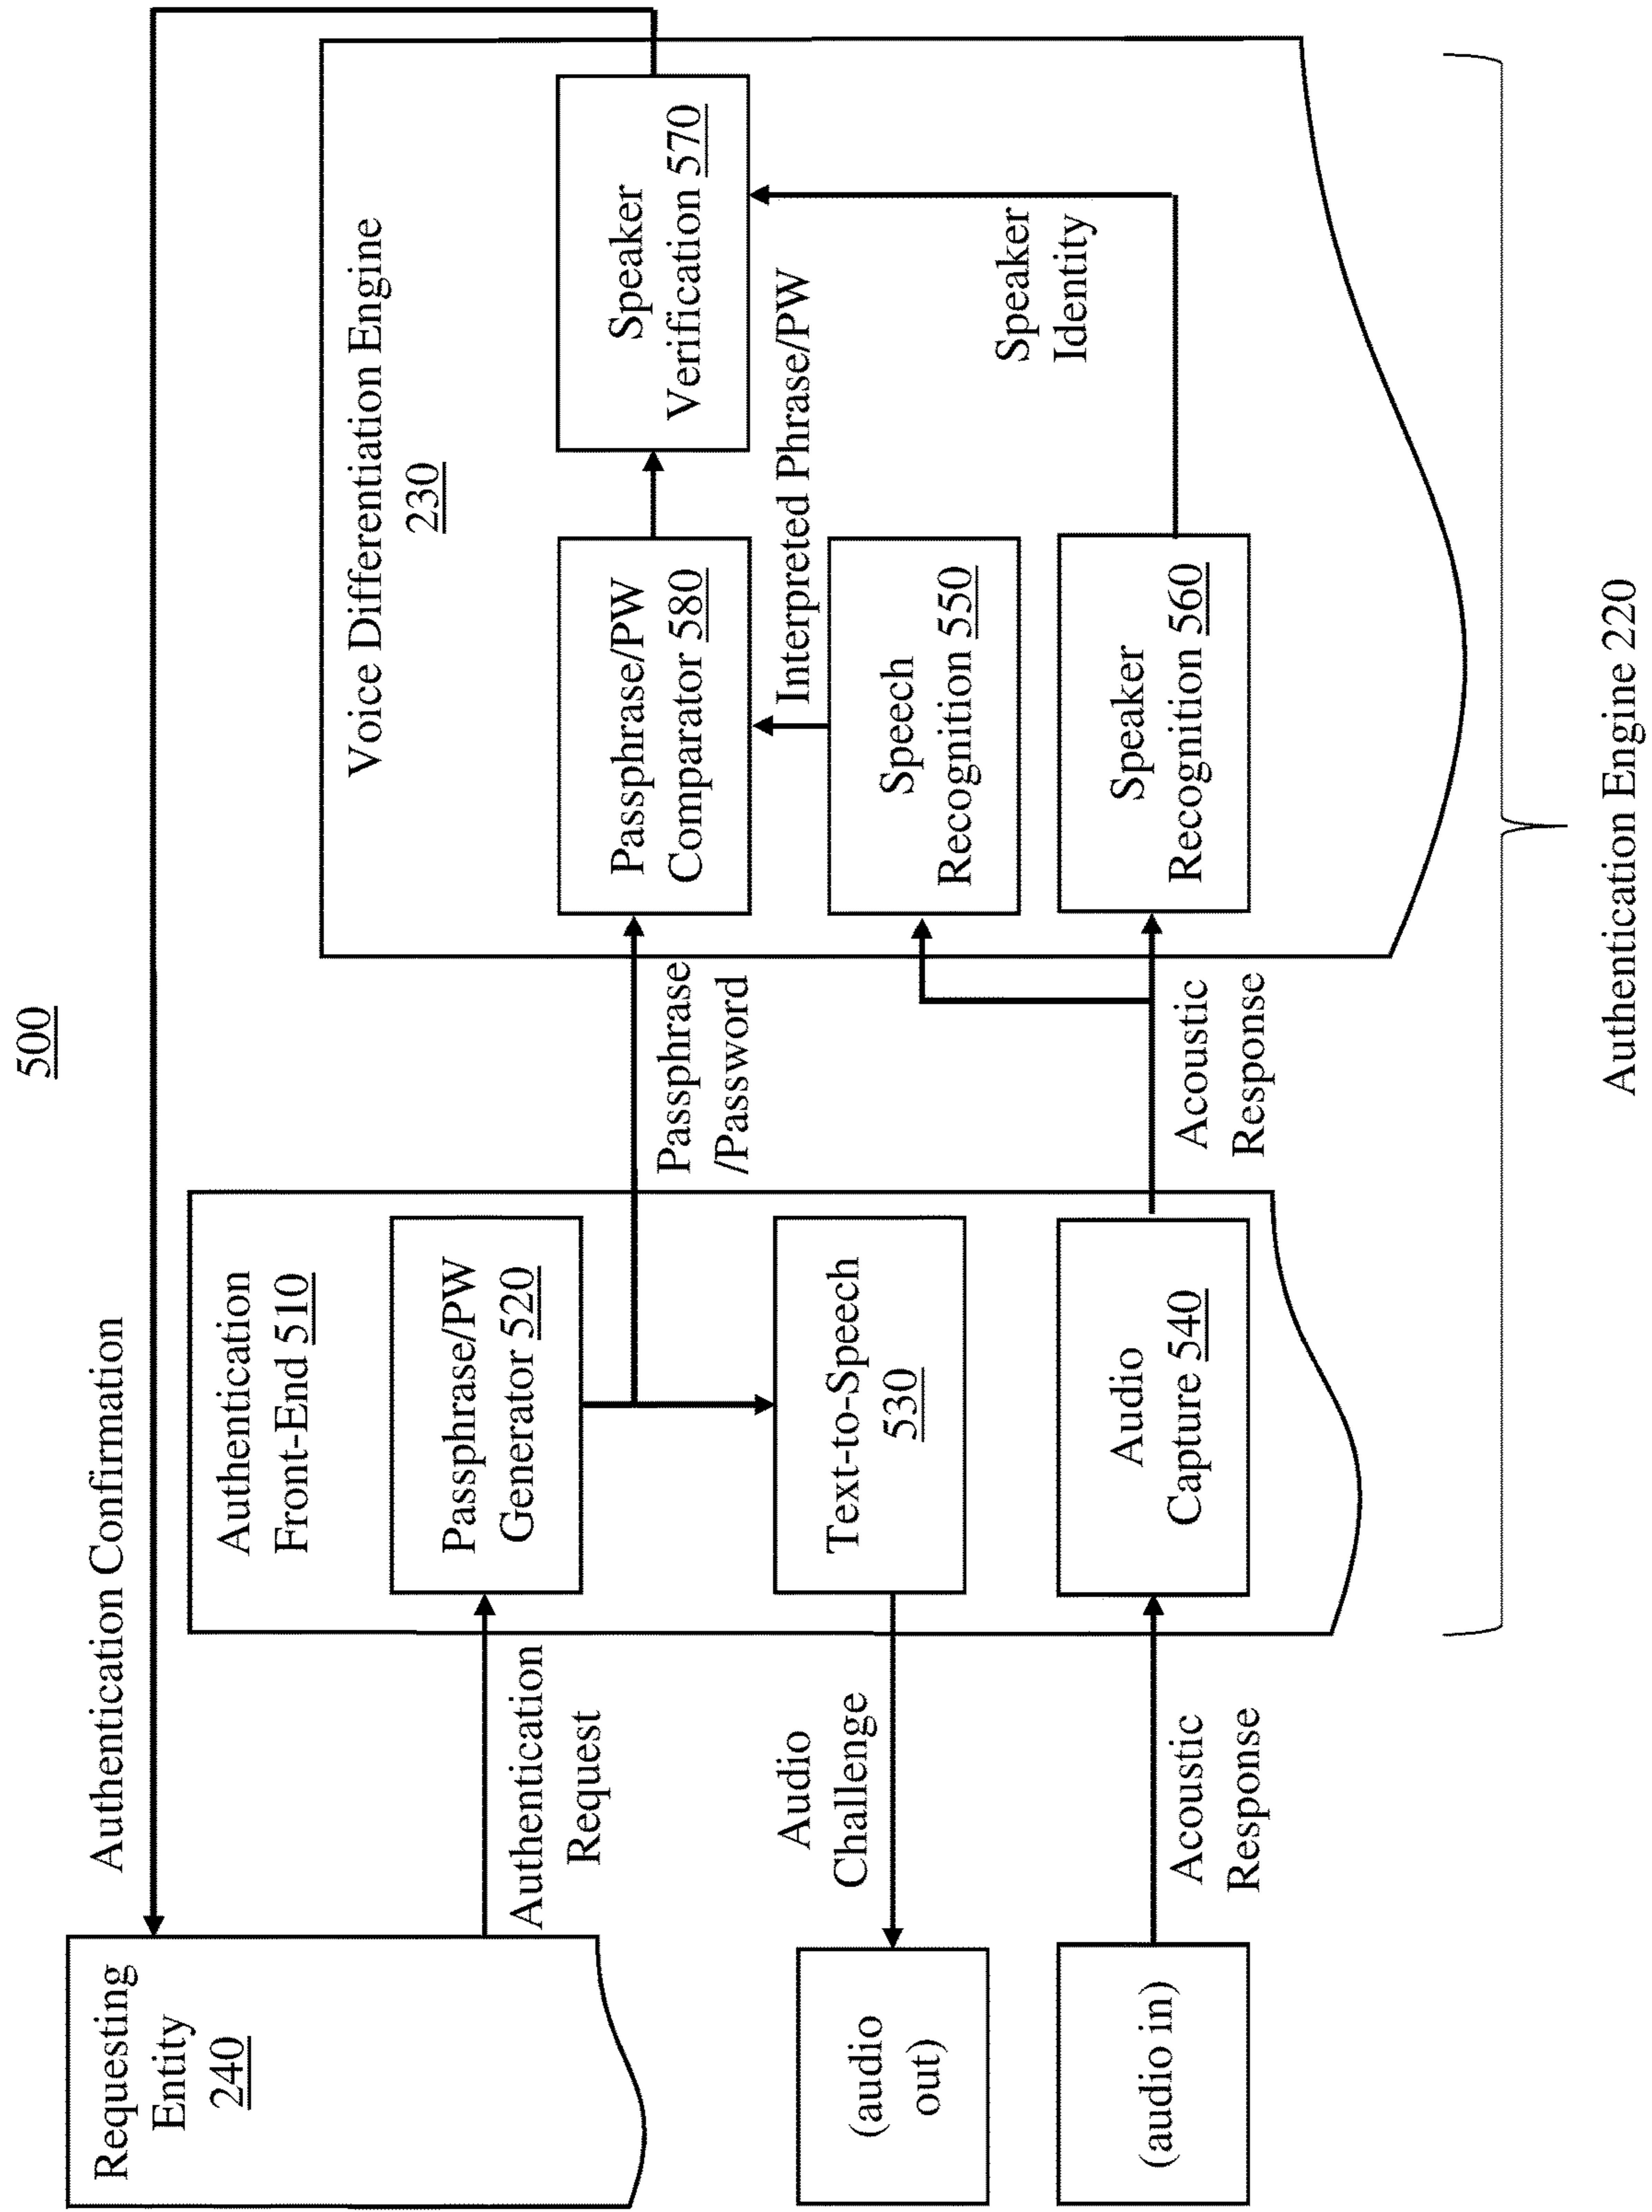 500
Authentication Confirmation
Requesting
Entity
240
Authentication
Request
Audio
Challenge
(audio
out)
Acoustic
Response
(audio in)
Authentication
Front-End 510
Passphrase/PW
Generator 520
Text-to-Speech
530
Audio
Capture 540
Passphrase
/Password
Acoustic
Response
Voice Differentiation Engine
230
Passphrase/PW
Comparator 580
Speaker
Verification 570
Interpreted Phrase/PW
Speech
Recognition 550
Speaker
Identity
Speaker
Recognition 560
Authentication Engine 220